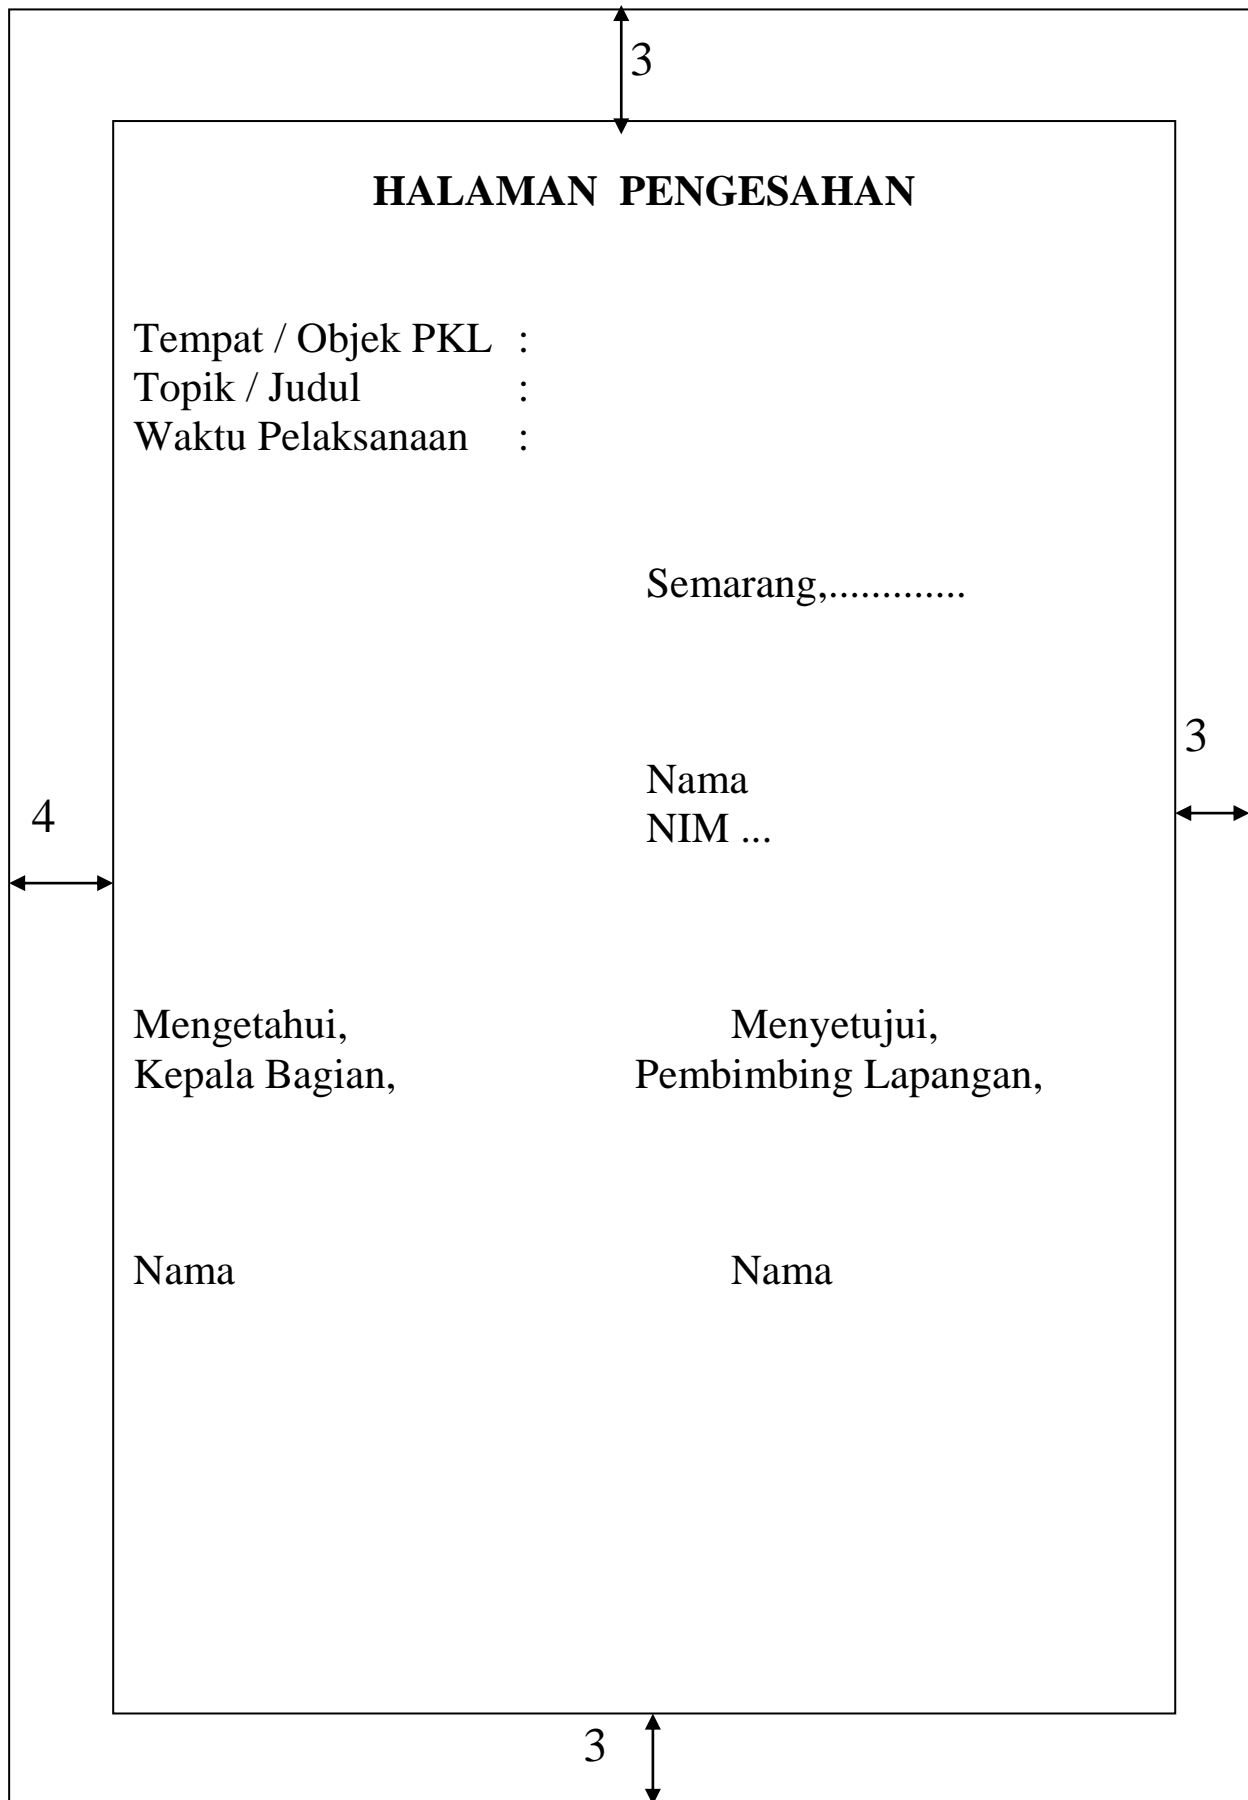 3
HALAMAN PENGESAHAN
Tempat / Objek PKL :
Topik / Judul :
Waktu Pelaksanaan :
Semarang,.............
3
Nama
4
NIM ...
Mengetahui, Menyetujui,
Kepala Bagian, Pembimbing Lapangan,
Nama Nama
3